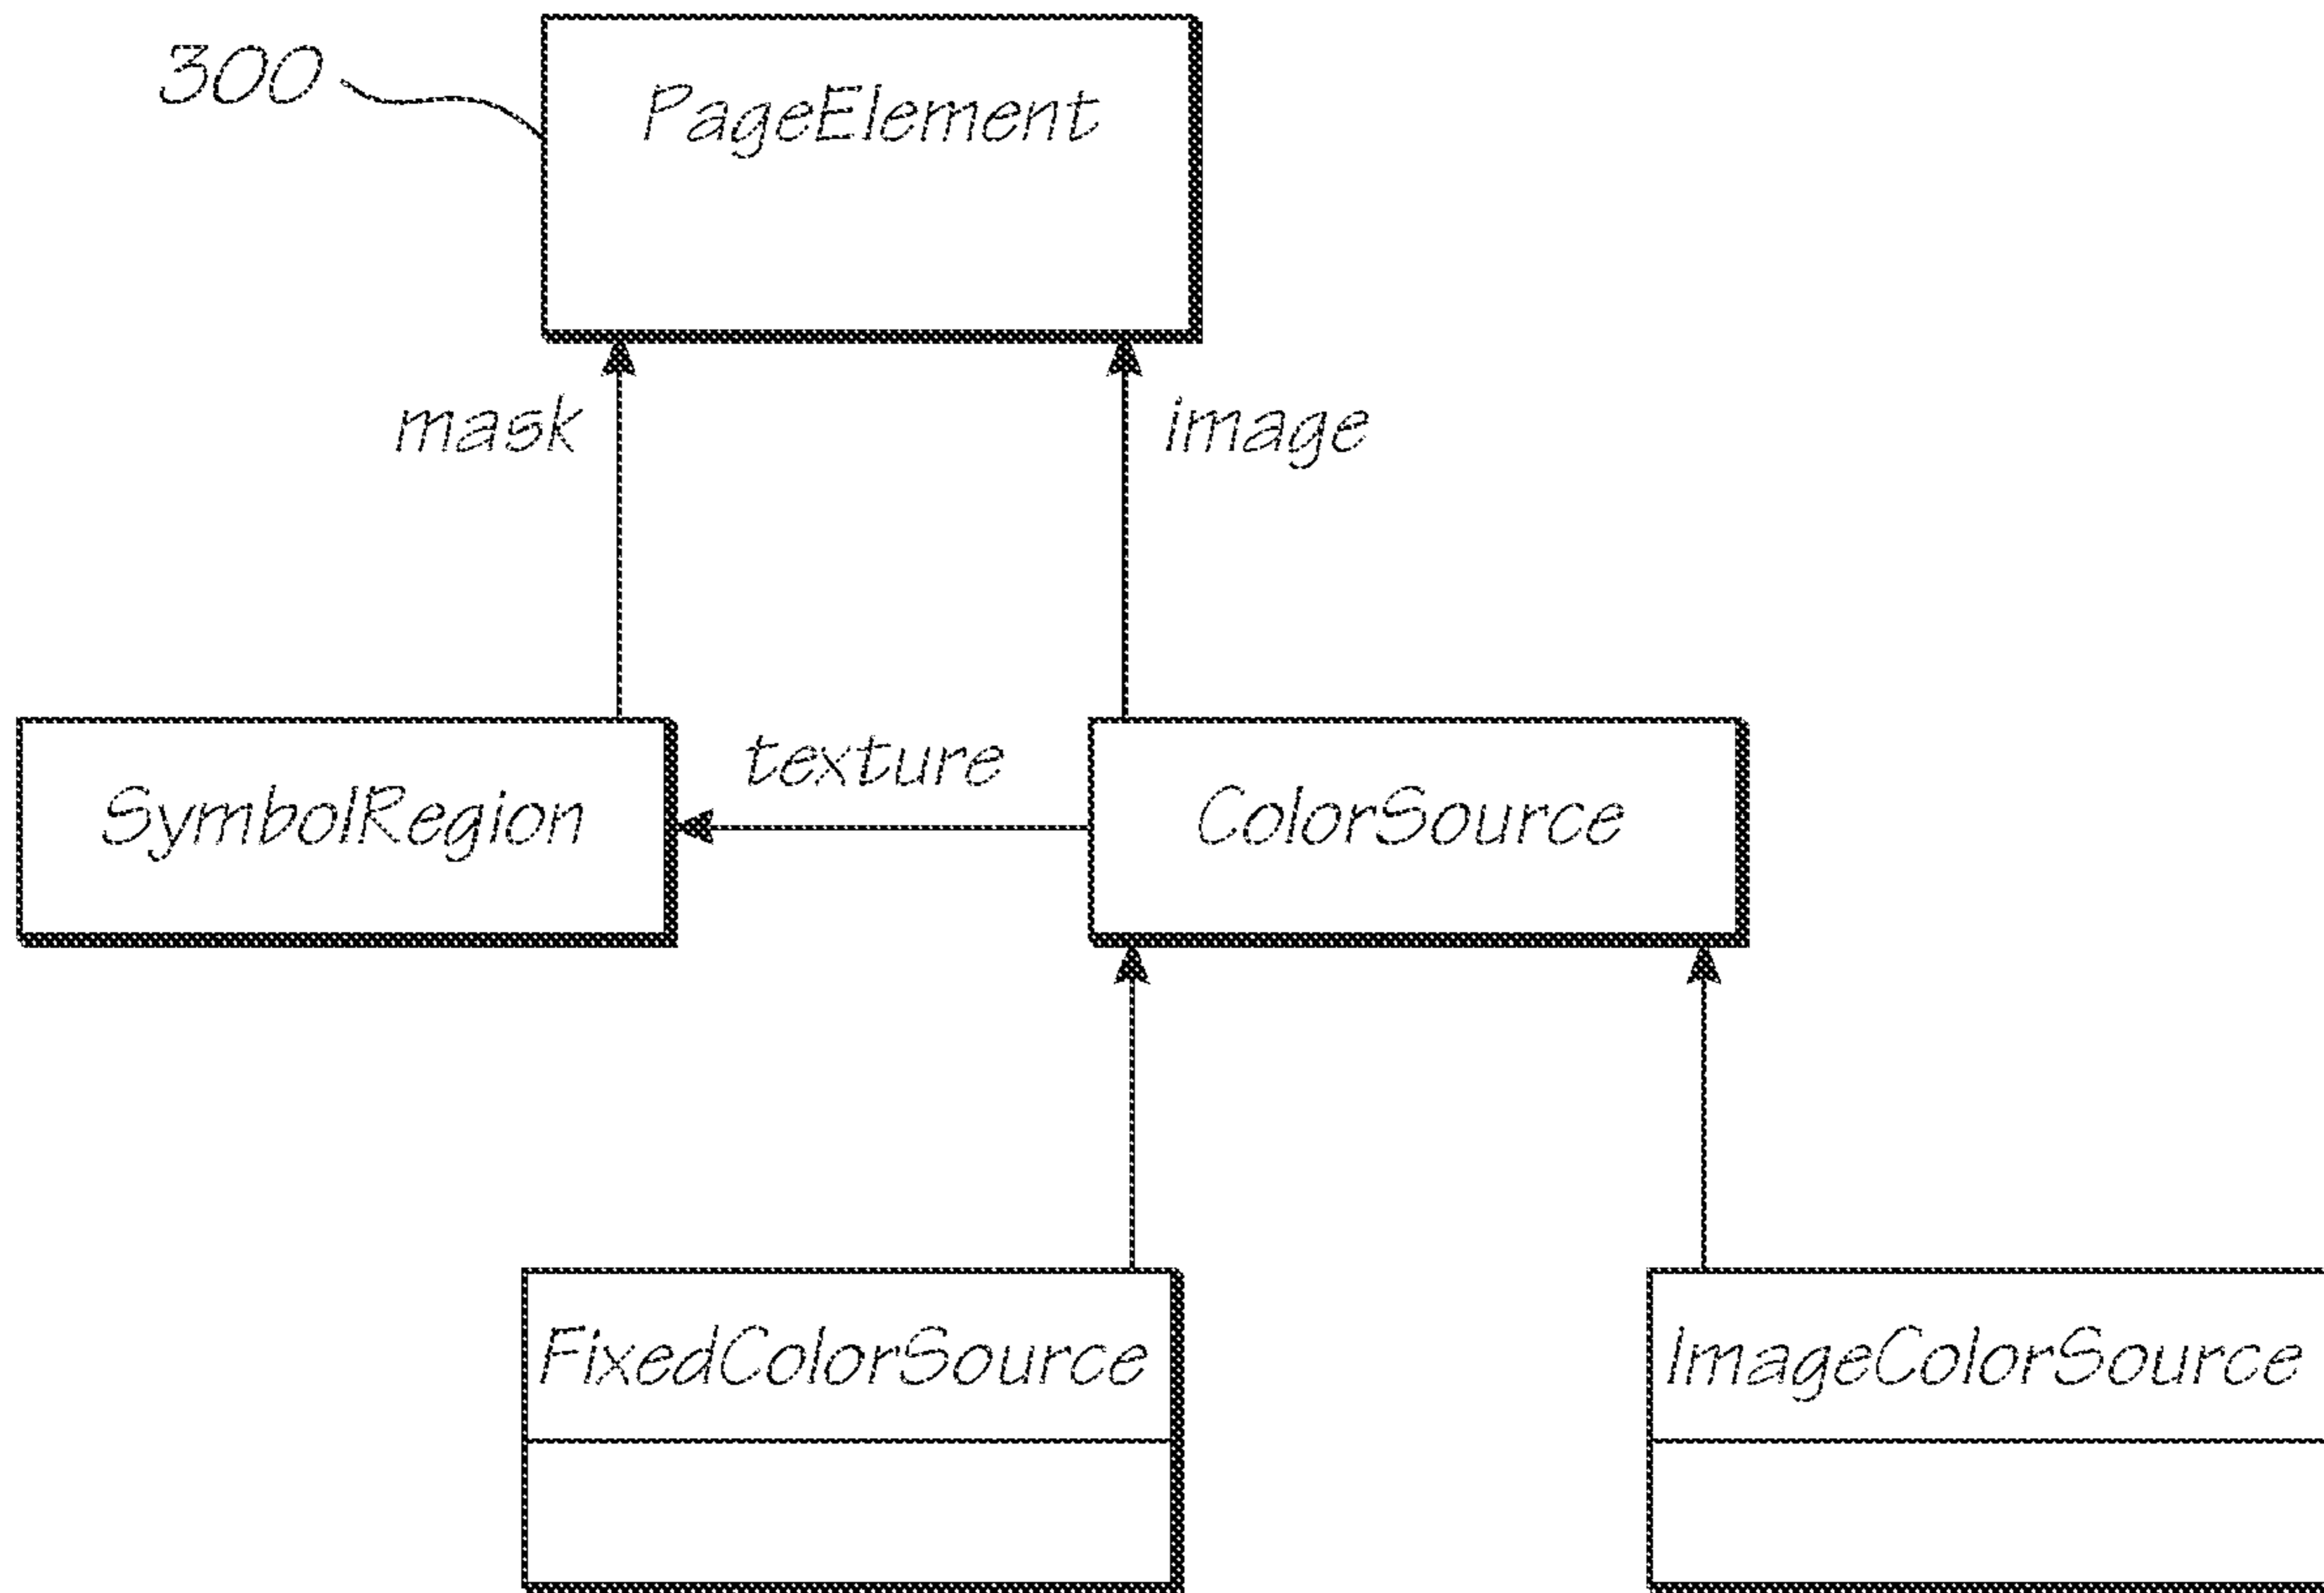 300
PageElement
mask
image
SymbolRegion
texture
ColorSource
FixedColorSource
ImageColorSource